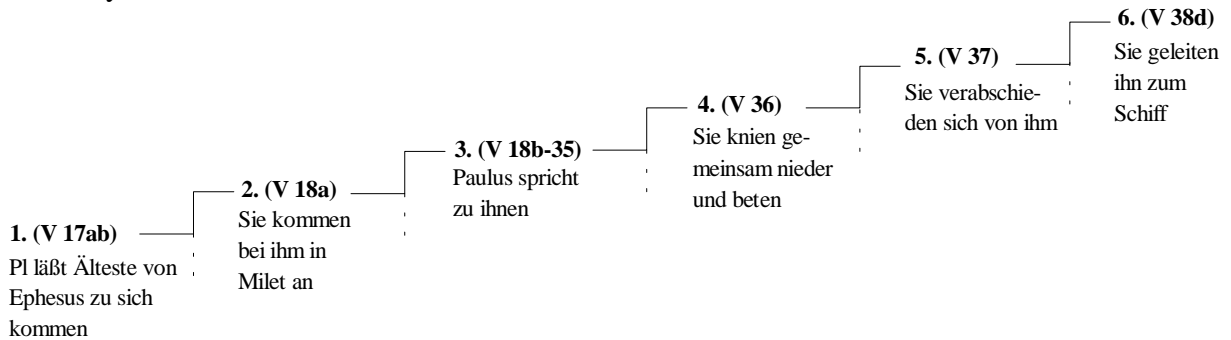 1. (V 17ab)
Pl läßt Älteste von
Ephesus zu sich
kommen
2. (V 18a)
Sie kommen
bei ihm in
Milet an
3. (V 18b-35)
Paulus spricht
zu ihnen
4. (V 36)
Sie knien ge-
meinsam nieder
und beten
5. (V 37)
Sie verabschie-
den sich von ihm
6. (V 38d)
Sie geleiten
ihn zum
Schiff